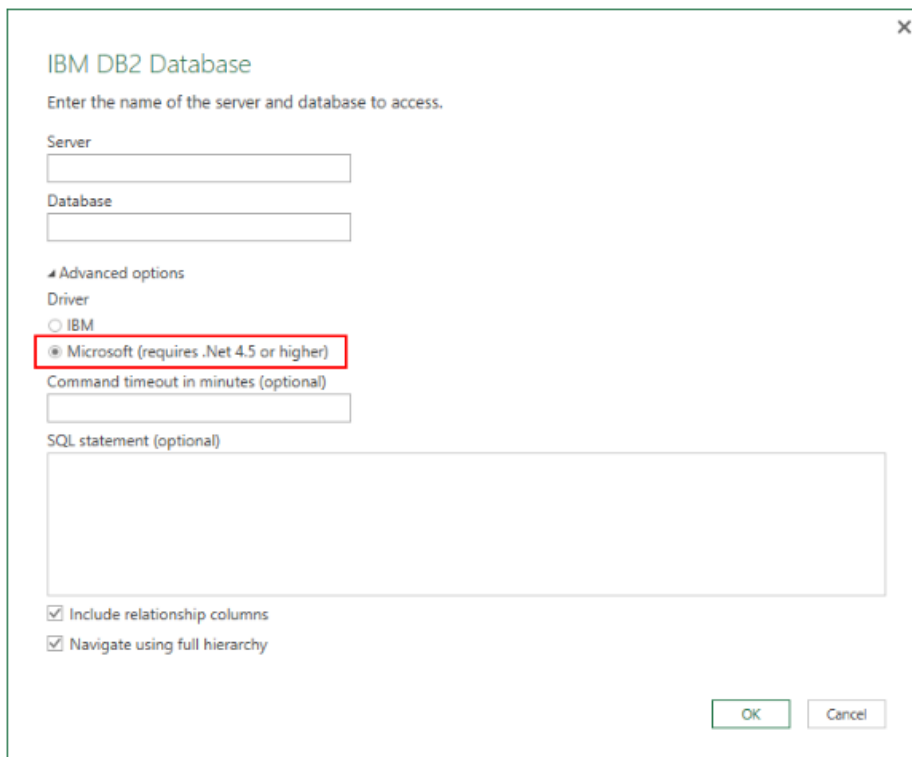 IBM DB2 Database
Enter the name of the server and database to access.
Server
Database
Advanced options
Driver
IBM
Microsoft (requires .Net 4.5 or higher)
Command timeout in minutes (optional)
SQL statement (optional)
Include relationship columns
Navigate using full hierarchy
OK Cancel